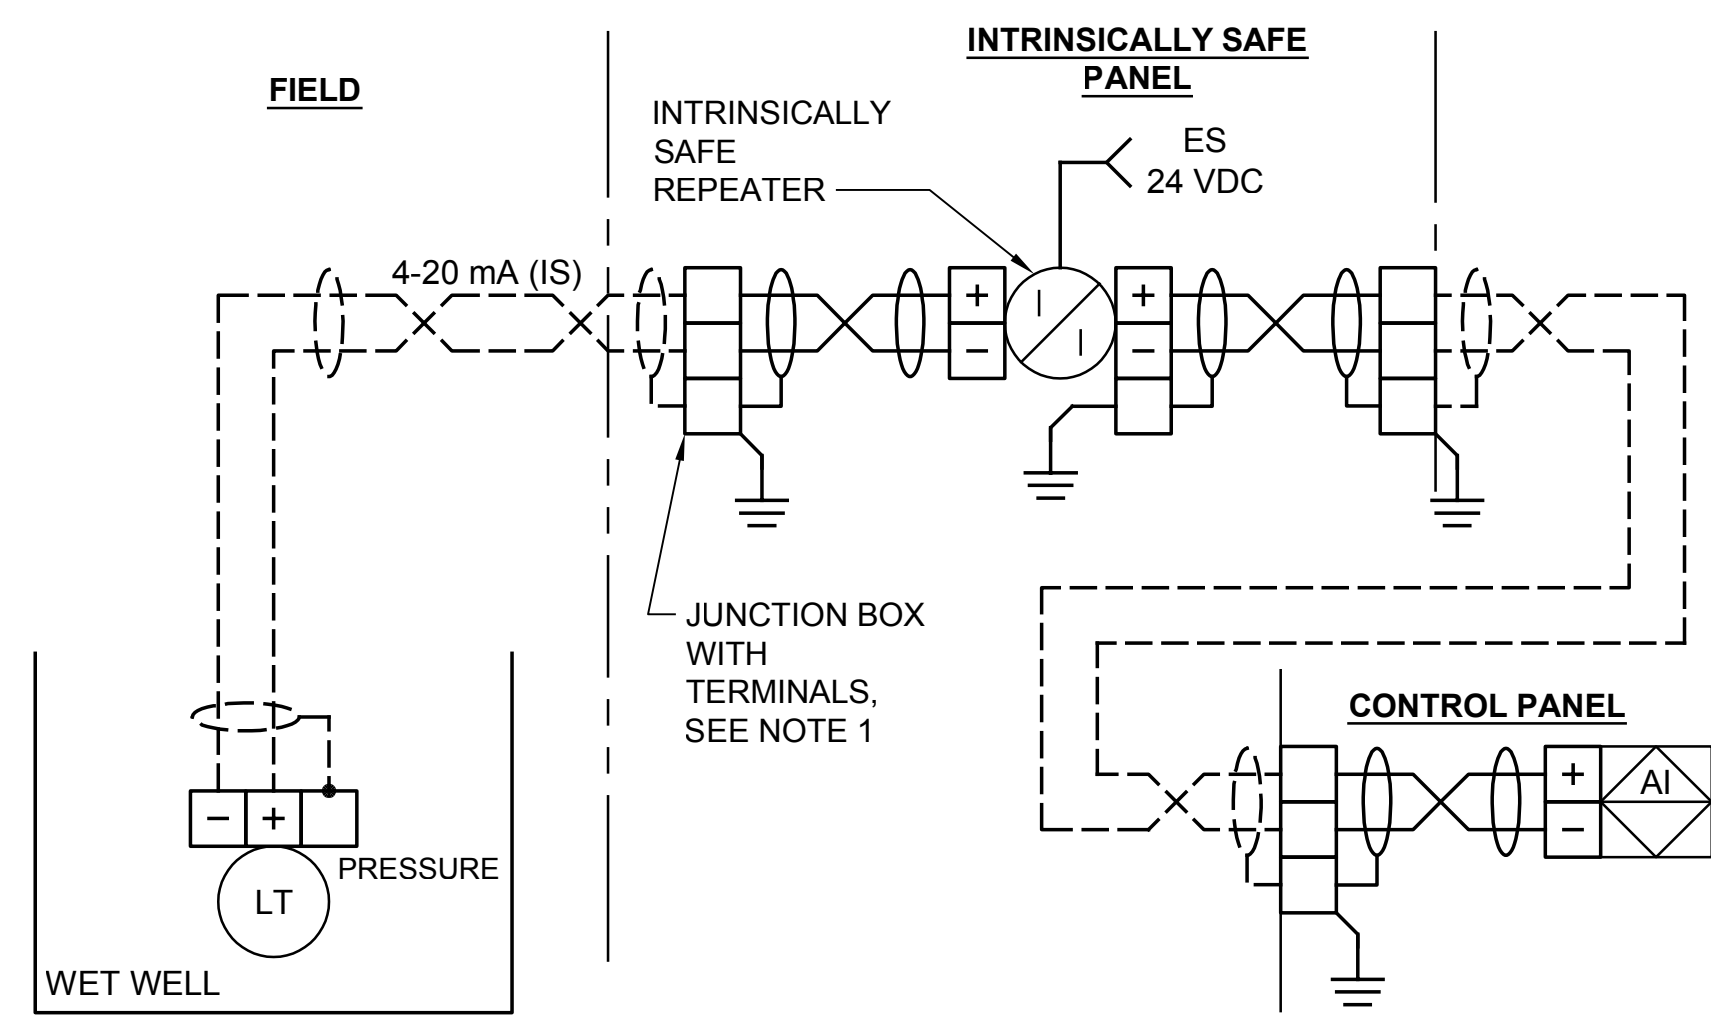 FIELD
INTRINSICALLY SAFE
PANEL
INTRINSICALLY
SAFE
REPEATER
ES
24 VDC
4-20 mA (IS)
+
−
I
I
+
−
JUNCTION BOX
WITH
TERMINALS,
SEE NOTE 1
CONTROL PANEL
+
−
AI
− +
PRESSURE
LT
WET WELL